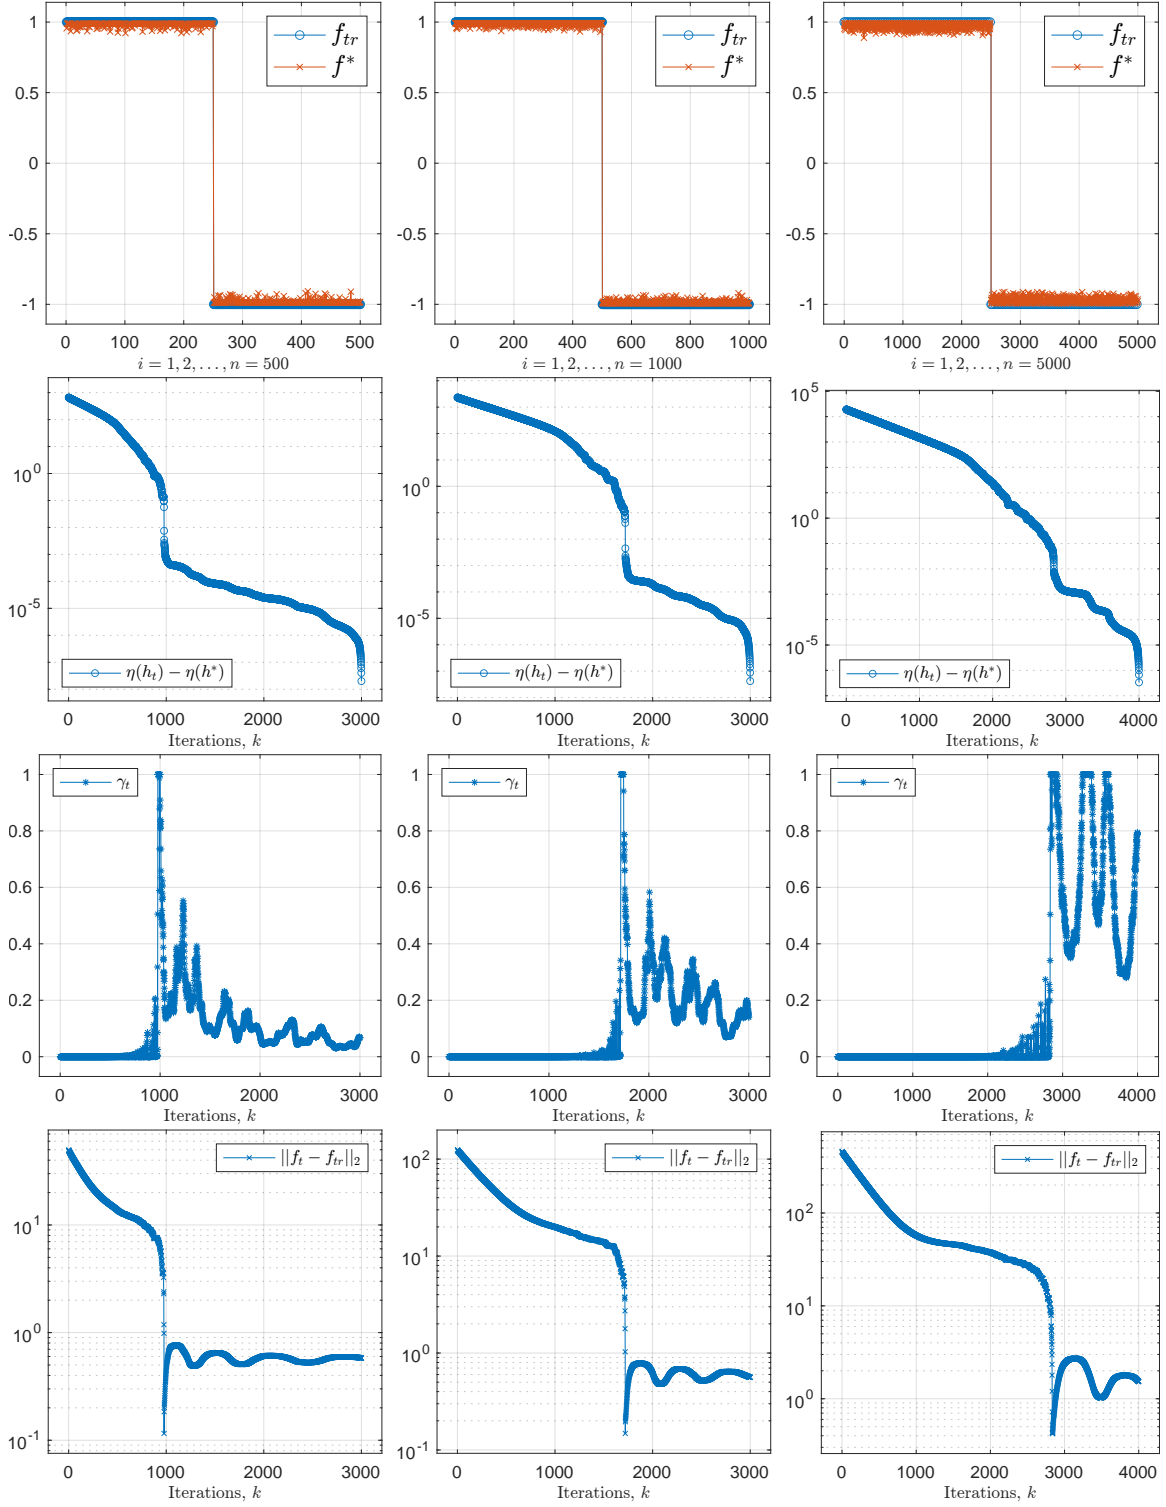 1
0.5
0
-0.5
-1
0 100 200 300 400 500
i = 1, 2, . . . , n = 500
f_tr
f*
1
0.5
0
-0.5
-1
0 200 400 600 800 1000
i = 1, 2, . . . , n = 1000
f_tr
f*
1
0.5
0
-0.5
-1
0 1000 2000 3000 4000 5000
i = 1, 2, . . . , n = 5000
f_tr
f*
10^0
10^-5
η(h_t) − η(h*)
0 1000 2000 3000
Iterations, k
10^0
10^-5
η(h_t) − η(h*)
0 1000 2000 3000
Iterations, k
10^5
10^0
10^-5
η(h_t) − η(h*)
0 1000 2000 3000 4000
Iterations, k
1
0.8
0.6
0.4
0.2
0
γ_t
0 1000 2000 3000
Iterations, k
1
0.8
0.6
0.4
0.2
0
γ_t
0 1000 2000 3000
Iterations, k
1
0.8
0.6
0.4
0.2
0
γ_t
0 1000 2000 3000 4000
Iterations, k
||f_t − f_tr||_2
10^1
10^0
10^-1
0 1000 2000 3000
Iterations, k
||f_t − f_tr||_2
10^2
10^1
10^0
10^-1
0 1000 2000 3000
Iterations, k
||f_t − f_tr||_2
10^2
10^1
10^0
0 1000 2000 3000 4000
Iterations, k